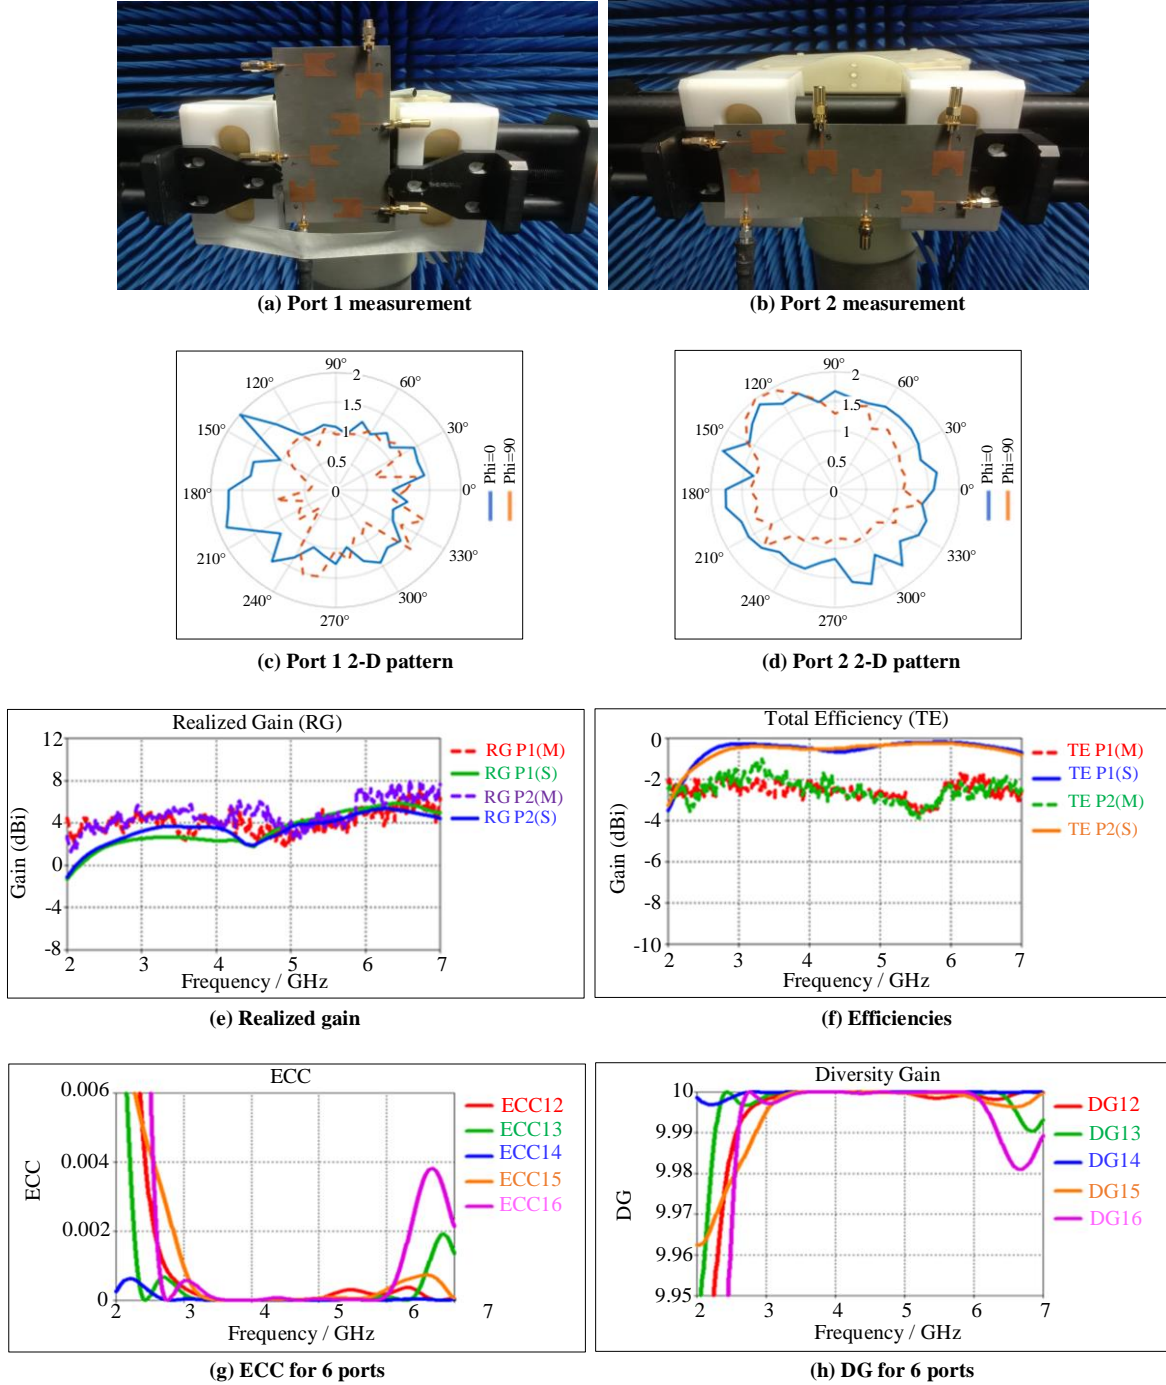 (a) Port 1 measurement
(b) Port 2 measurement
90°
120°
2
60°
1.5
150°
1
30°
0.5
180°
0
0°
210°
330°
240°
300°
270°
Phi=0
Phi=90
(c) Port 1 2-D pattern
90°
120°
2
60°
1.5
150°
1
30°
0.5
180°
0
0°
210°
330°
240°
300°
270°
Phi=0
Phi=90
(d) Port 2 2-D pattern
Realized Gain (RG)
12
8
4
0
-4
-8
Gain (dBi)
2 3 4 5 6 7
Frequency / GHz
RG P1(M)
RG P1(S)
RG P2(M)
RG P2(S)
(e) Realized gain
Total Efficiency (TE)
0
-2
-4
-6
-8
-10
Gain (dBi)
2 3 4 5 6 7
Frequency / GHz
TE P1(M)
TE P1(S)
TE P2(M)
TE P2(S)
(f) Efficiencies
ECC
0.006
0.004
0.002
0
ECC
2 3 4 5 6 7
Frequency / GHz
ECC12
ECC13
ECC14
ECC15
ECC16
(g) ECC for 6 ports
Diversity Gain
10
9.99
9.98
9.97
9.96
9.95
DG
2 3 4 5 6 7
Frequency / GHz
DG12
DG13
DG14
DG15
DG16
(h) DG for 6 ports